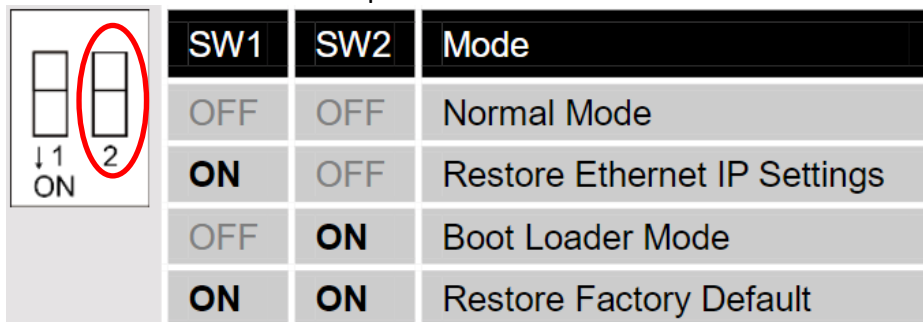 SW1 SW2 Mode
OFF OFF Normal Mode
↓1 2
ON
ON OFF Restore Ethernet IP Settings
OFF ON Boot Loader Mode
ON ON Restore Factory Default